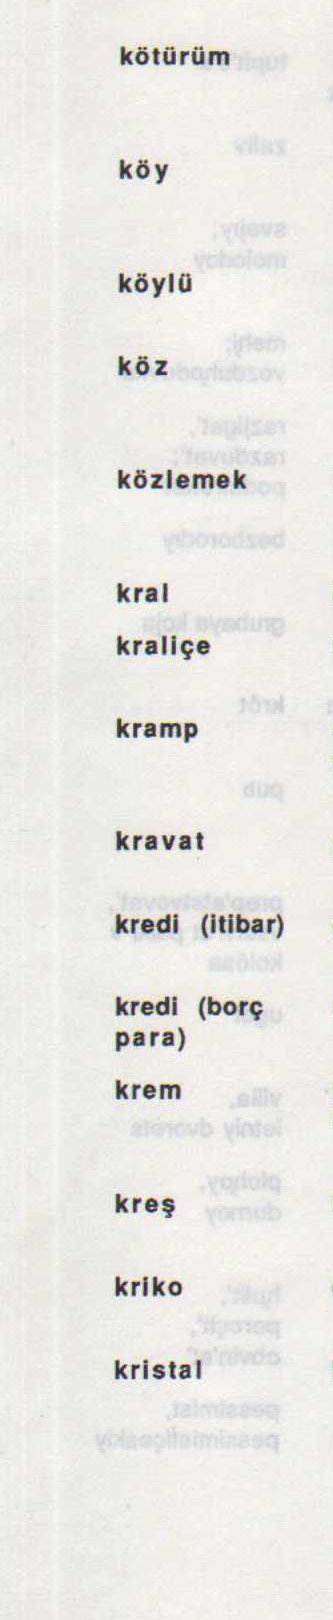 kötürüm
köy
köylü
köz
közlemek
kral
kraliçe
kramp
kravat
kredi (itibar)
kredi (borç
para)
krem
kreş
kriko
kristal